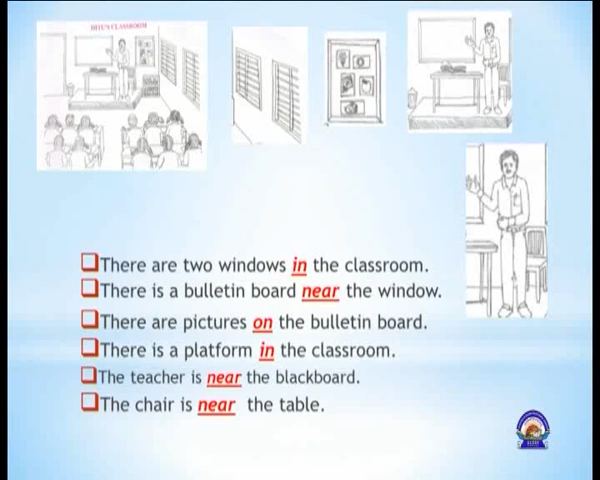 HITU'S CLASSROOM
There are two windows in the classroom.
There is a bulletin board near the window.
There are pictures on the bulletin board.
There is a platform in the classroom.
The teacher is near the blackboard.
The chair is near the table.